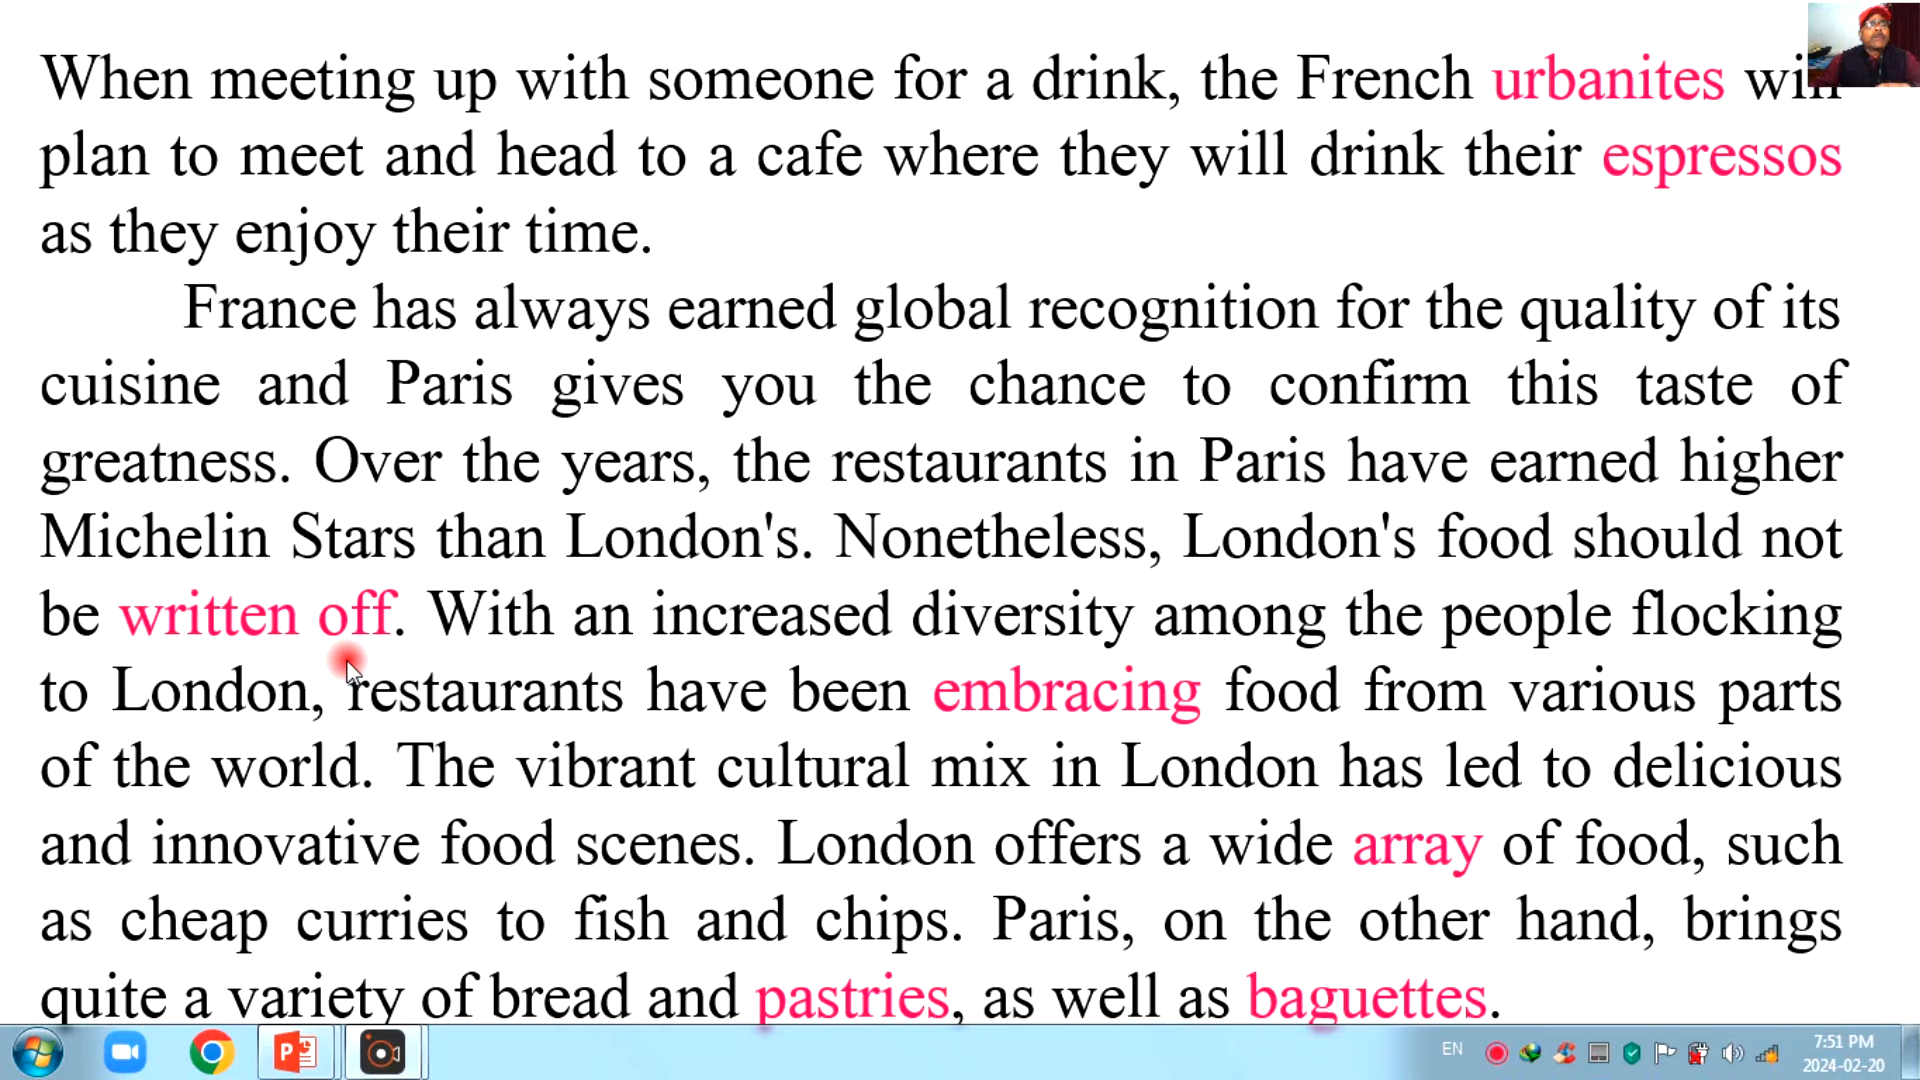 When meeting up with someone for a drink, the French urbanites will
plan to meet and head to a cafe where they will drink their espressos
as they enjoy their time.
France has always earned global recognition for the quality of its
cuisine and Paris gives you the chance to confirm this taste of
greatness. Over the years, the restaurants in Paris have earned higher
Michelin Stars than London's. Nonetheless, London's food should not
be written off. With an increased diversity among the people flocking
to London, restaurants have been embracing food from various parts
of the world. The vibrant cultural mix in London has led to delicious
and innovative food scenes. London offers a wide array of food, such
as cheap curries to fish and chips. Paris, on the other hand, brings
quite a variety of bread and pastries, as well as baguettes.
EN
7:51 PM
2024-02-20